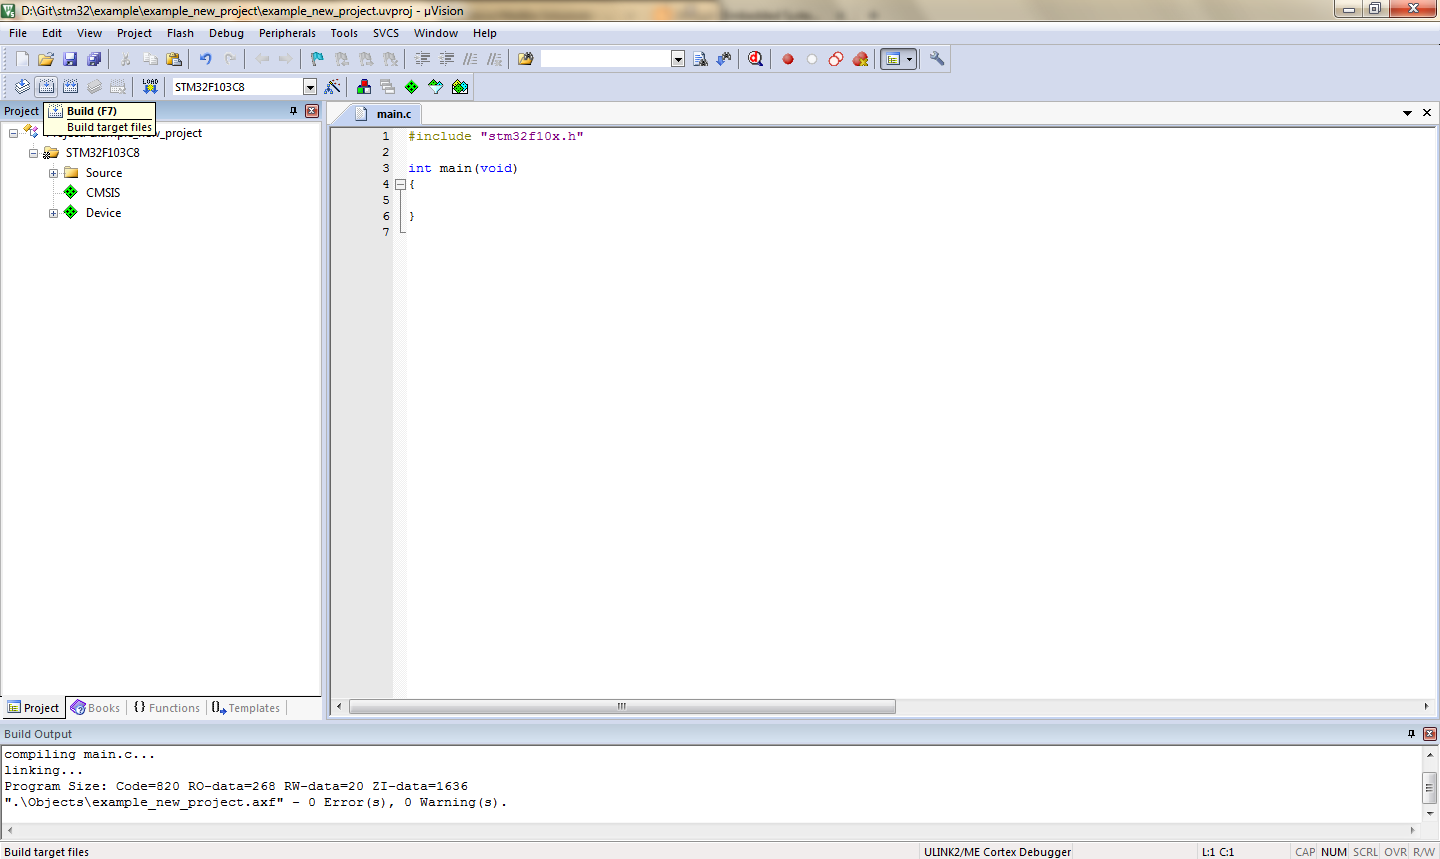 D:\Git\stm32\example\example_new_project\example_new_project.uvproj - µVision
File Edit View Project Flash Debug Peripherals Tools SVCS Window Help
LOAD STM32F103C8
Project
Build (F7)
Build target files
STM32F103C8
Source
CMSIS
Device
Project Books Functions Templates
main.c
1 #include "stm32f10x.h"
2
3 int main(void)
4 {
5
6 }
7
Build Output
compiling main.c...
linking...
Program Size: Code=820 RO-data=268 RW-data=20 ZI-data=1636
".\Objects\example_new_project.axf" - 0 Error(s), 0 Warning(s).
Build target files ULINK2/ME Cortex Debugger L:1 C:1 CAP NUM SCRL OVR R/W